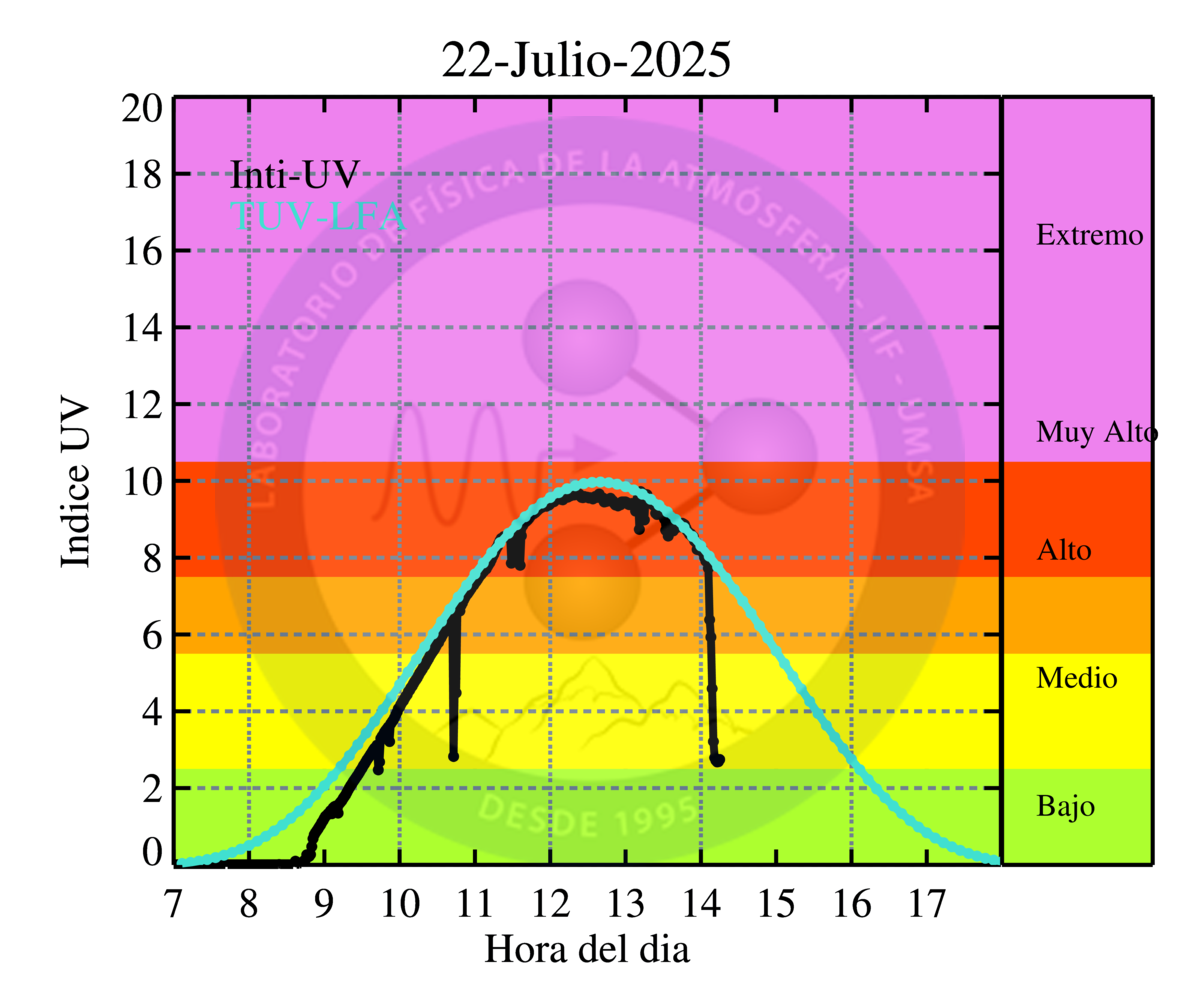 22-Julio-2025
20
18
16
14
12
10
8
6
4
2
0
Indice UV
Inti-UV
TUV-LFA
LABORATORIO DE FÍSICA DE LA ATMÓSFERA - IIF - UMSA
DESDE 1995
Extremo
Muy Alto
Alto
Medio
Bajo
7 8 9 10 11 12 13 14 15 16 17
Hora del dia